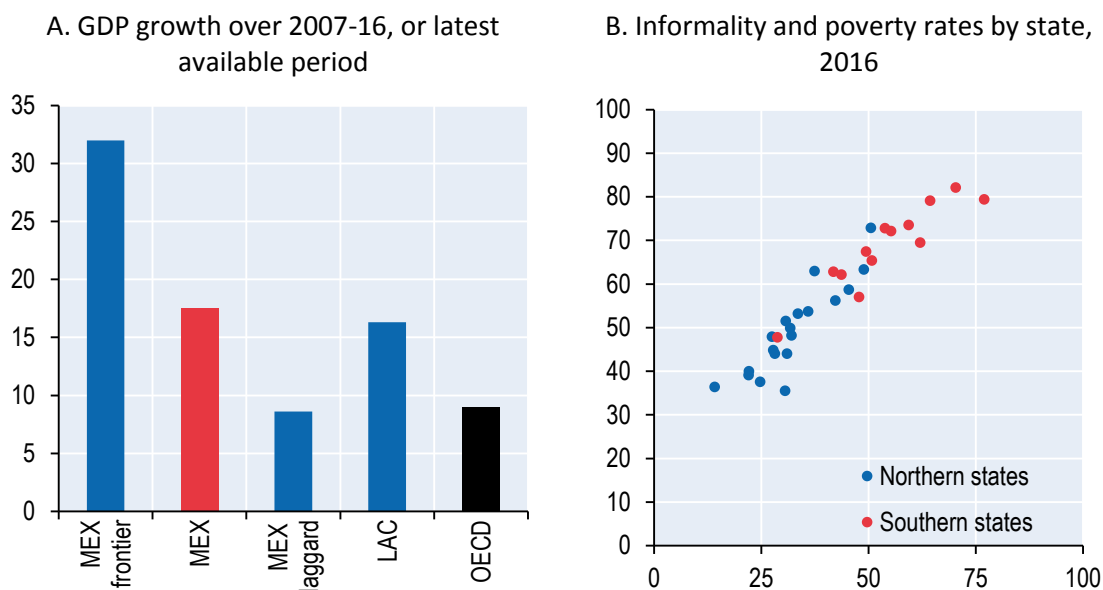 A. GDP growth over 2007-16, or latest
available period
35
30
25
20
15
10
5
0
MEX
frontier
MEX
MEX
laggard
LAC
OECD
B. Informality and poverty rates by state,
2016
100
90
80
70
60
50
40
30
20
10
0
Northern states
Southern states
0
25
50
75
100